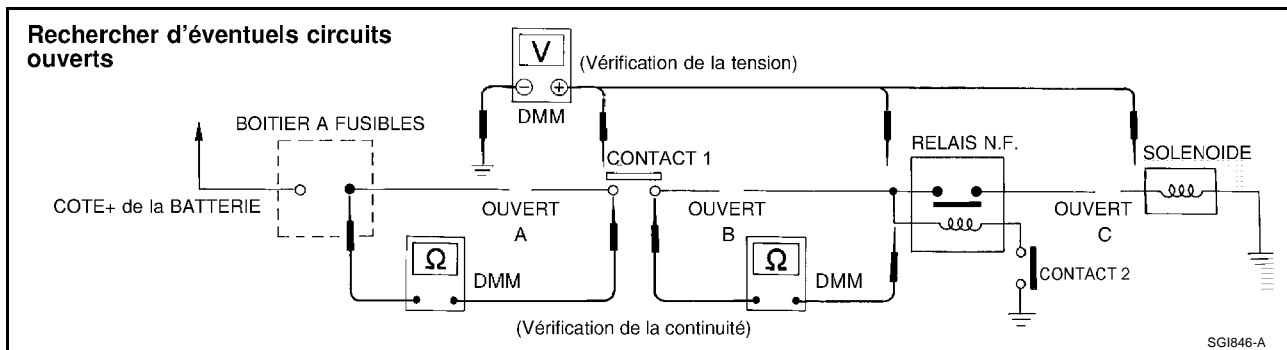 Rechercher d'éventuels circuits
ouverts
V
(Vérification de la tension)
DMM
BOITIER A FUSIBLES
RELAIS N.F.
CONTACT 1
SOLENOIDE
COTE+ de la BATTERIE
OUVERT
A
OUVERT
B
OUVERT
C
Ω
DMM
Ω
DMM
CONTACT 2
(Vérification de la continuité)
SGI846-A